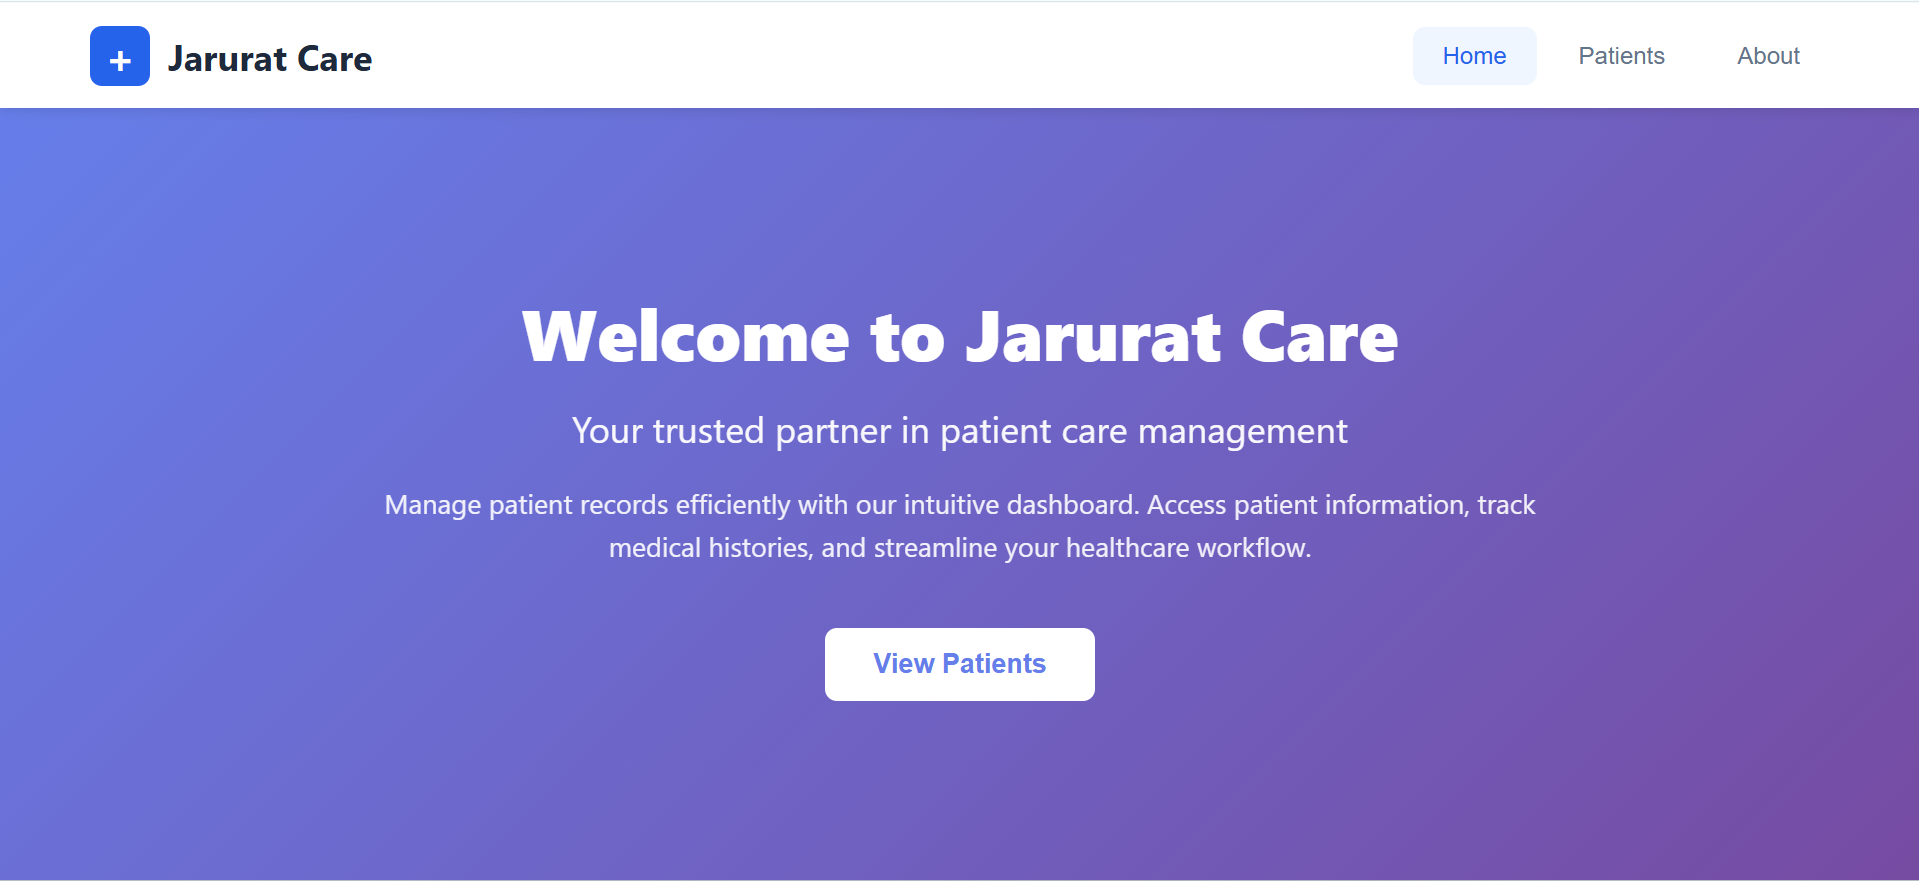 + Jarurat Care
Home Patients About
Welcome to Jarurat Care
Your trusted partner in patient care management
Manage patient records efficiently with our intuitive dashboard. Access patient information, track
medical histories, and streamline your healthcare workflow.
View Patients